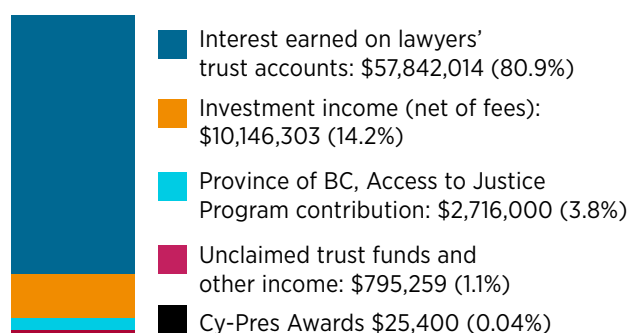 Interest earned on lawyers’
trust accounts: $57,842,014 (80.9%)
Investment income (net of fees):
$10,146,303 (14.2%)
Province of BC, Access to Justice
Program contribution: $2,716,000 (3.8%)
Unclaimed trust funds and
other income: $795,259 (1.1%)
Cy-Pres Awards $25,400 (0.04%)